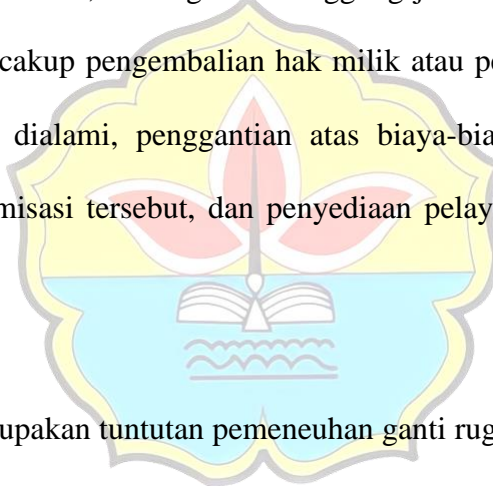 cakup pengembalian hak milik atau pe
dialami, penggantian atas biaya-bia
misasi tersebut, dan penyediaan pelay
upakan tuntutan pemeneuhan ganti rug